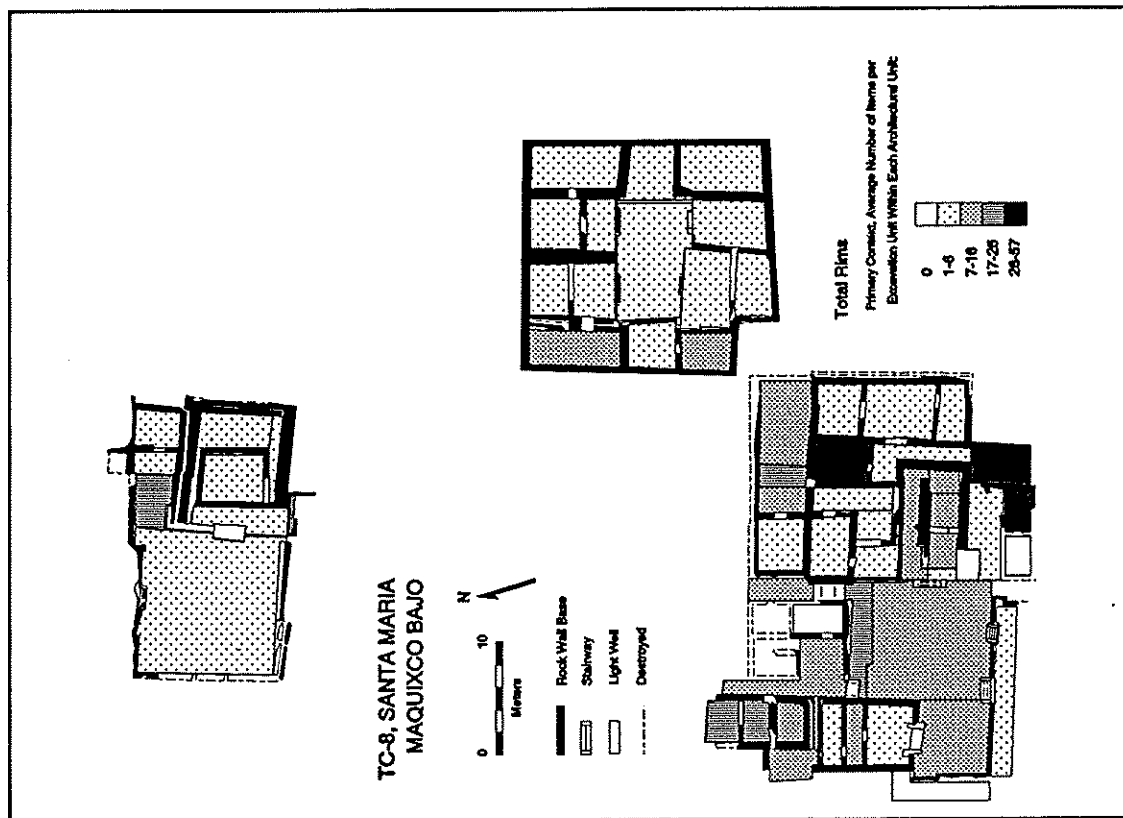 TC-8, SANTA MARIA
MAQUIXCO BAJO
N
0 10
Meters
Rock Wall Base
Stairway
Light Well
Destroyed
Total Rims
Primary Context, Average Number of Items per
Excavation Unit Within Each Architectural Unit:
0
1-6
7-16
17-25
26-57